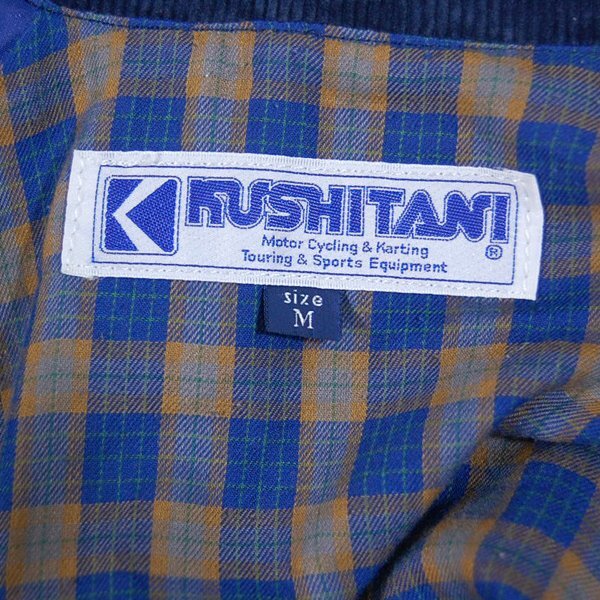 KUSHITANI
Motor Cycling & Karting
Touring & Sports Equipment
®
size
M